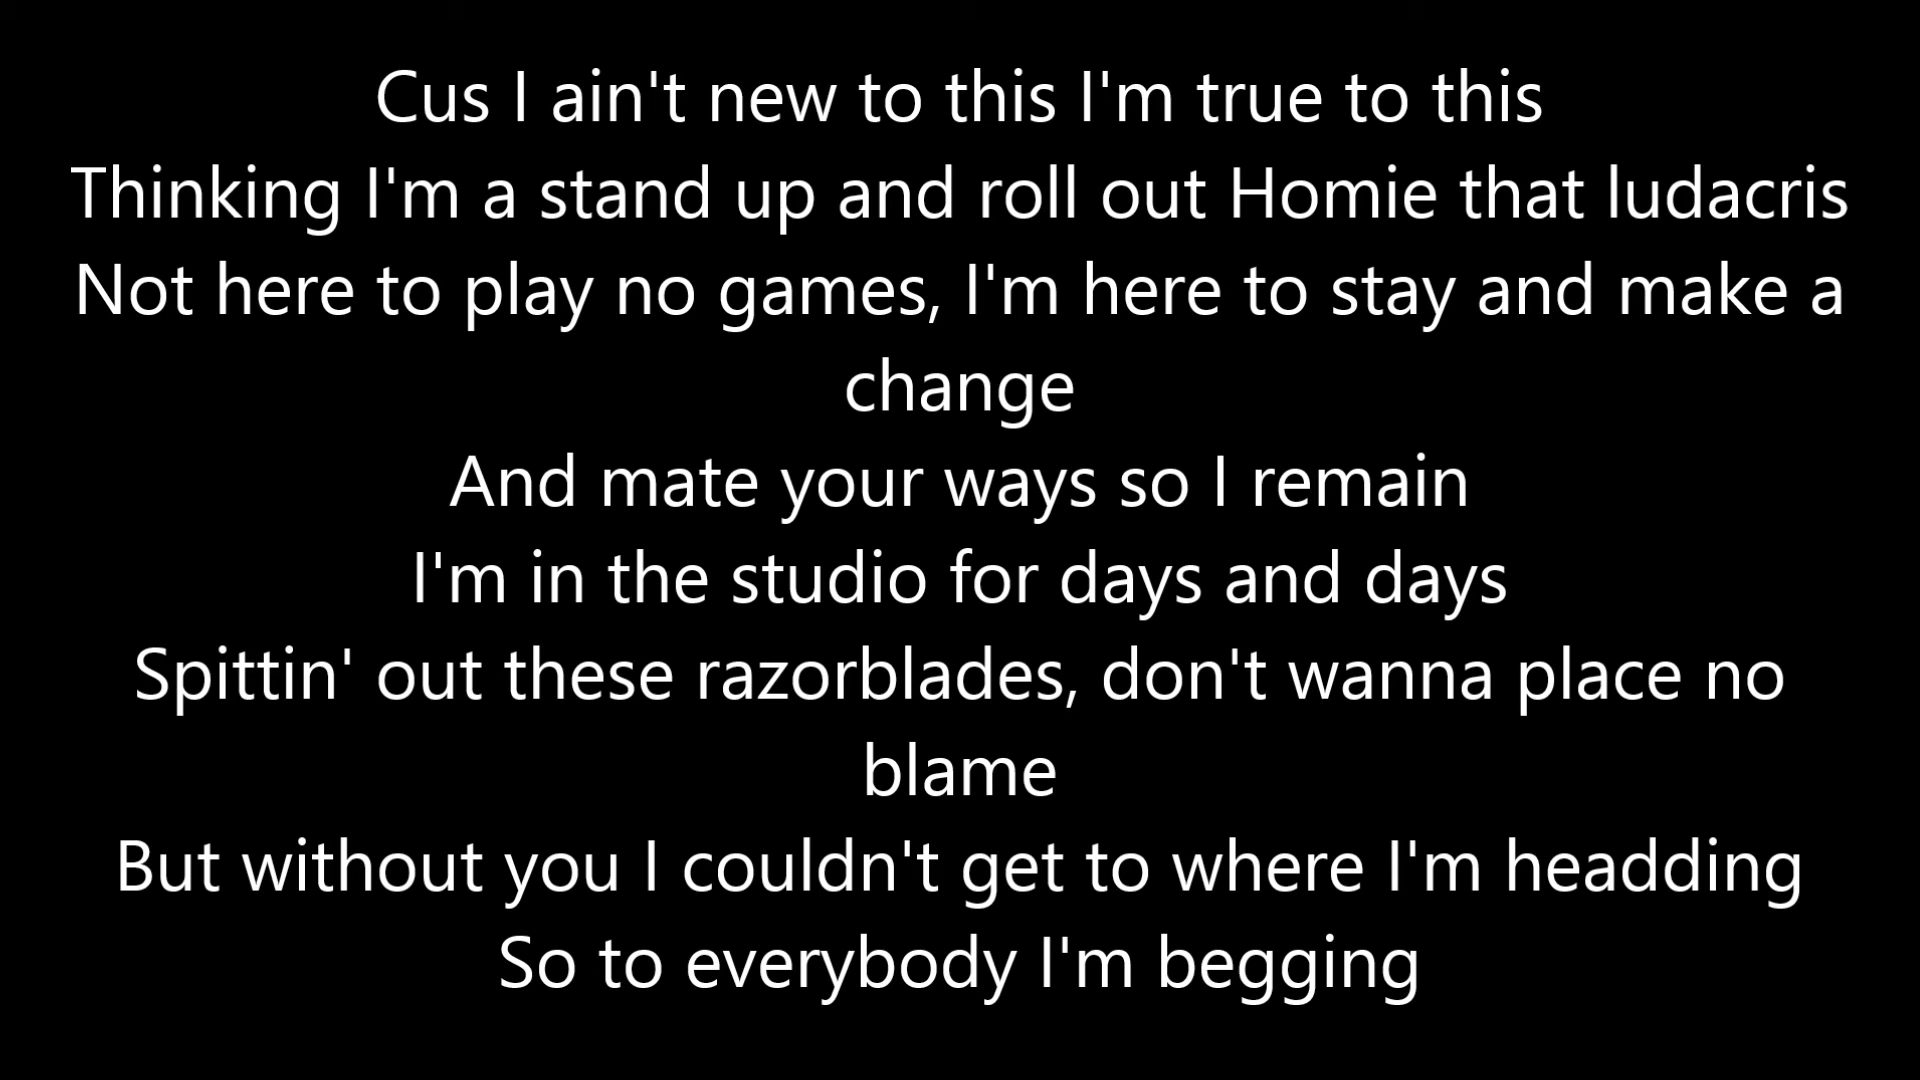 Cus I ain't new to this I'm true to this
Thinking I'm a stand up and roll out Homie that ludacris
Not here to play no games, I'm here to stay and make a
change
And mate your ways so I remain
I'm in the studio for days and days
Spittin' out these razorblades, don't wanna place no
blame
But without you I couldn't get to where I'm headding
So to everybody I'm begging